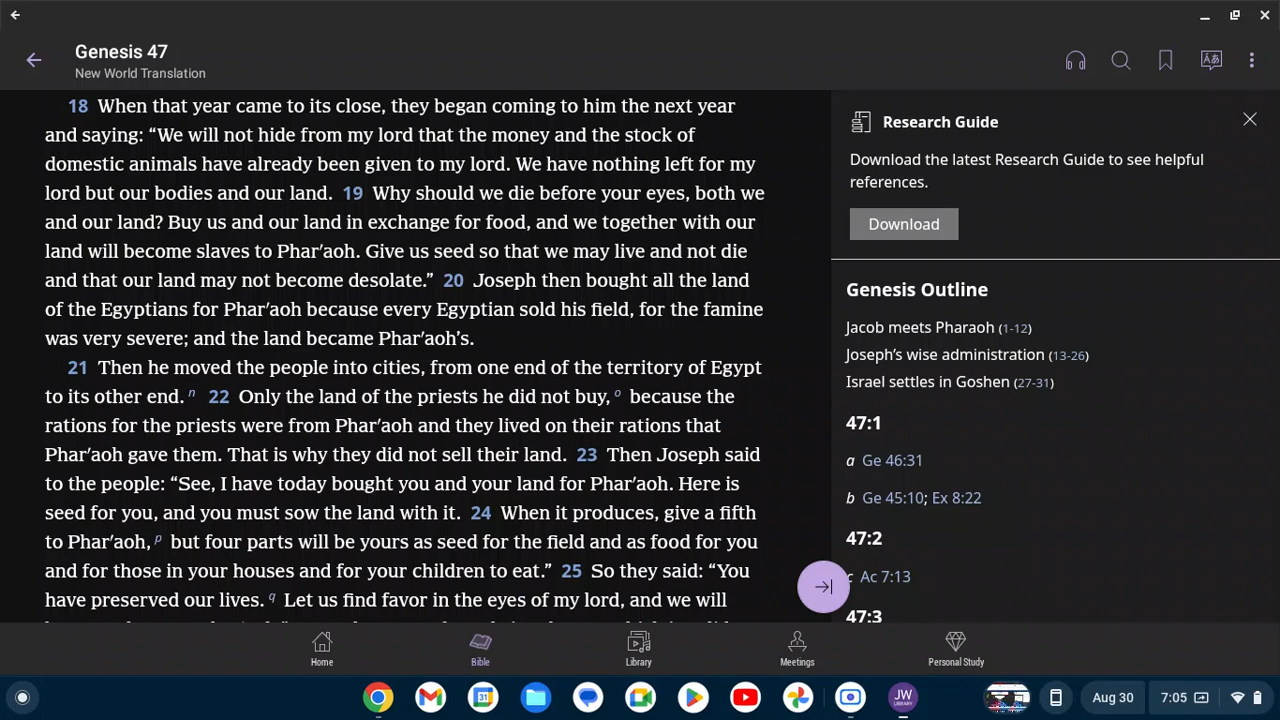 Genesis 47
New World Translation
18 When that year came to its close, they began coming to him the next year
and saying: “We will not hide from my lord that the money and the stock of
domestic animals have already been given to my lord. We have nothing left for my
lord but our bodies and our land. 19 Why should we die before your eyes, both we
and our land? Buy us and our land in exchange for food, and we together with our
land will become slaves to Pharʹaoh. Give us seed so that we may live and not die
and that our land may not become desolate.” 20 Joseph then bought all the land
of the Egyptians for Pharʹaoh because every Egyptian sold his field, for the famine
was very severe; and the land became Pharʹaoh’s.
21 Then he moved the people into cities, from one end of the territory of Egypt
to its other end. n 22 Only the land of the priests he did not buy, o because the
rations for the priests were from Pharʹaoh and they lived on their rations that
Pharʹaoh gave them. That is why they did not sell their land. 23 Then Joseph said
to the people: “See, I have today bought you and your land for Pharʹaoh. Here is
seed for you, and you must sow the land with it. 24 When it produces, give a fifth
to Pharʹaoh, p but four parts will be yours as seed for the field and as food for you
and for those in your houses and for your children to eat.” 25 So they said: “You
have preserved our lives. q Let us find favor in the eyes of my lord, and we will
Research Guide
Download the latest Research Guide to see helpful
references.
Download
Genesis Outline
Jacob meets Pharaoh (1-12)
Joseph’s wise administration (13-26)
Israel settles in Goshen (27-31)
47:1
a Ge 46:31
b Ge 45:10; Ex 8:22
47:2
c Ac 7:13
47:3
Home
Bible
Library
Meetings
Personal Study
31
JW
LIBRARY
Aug 30
7:05